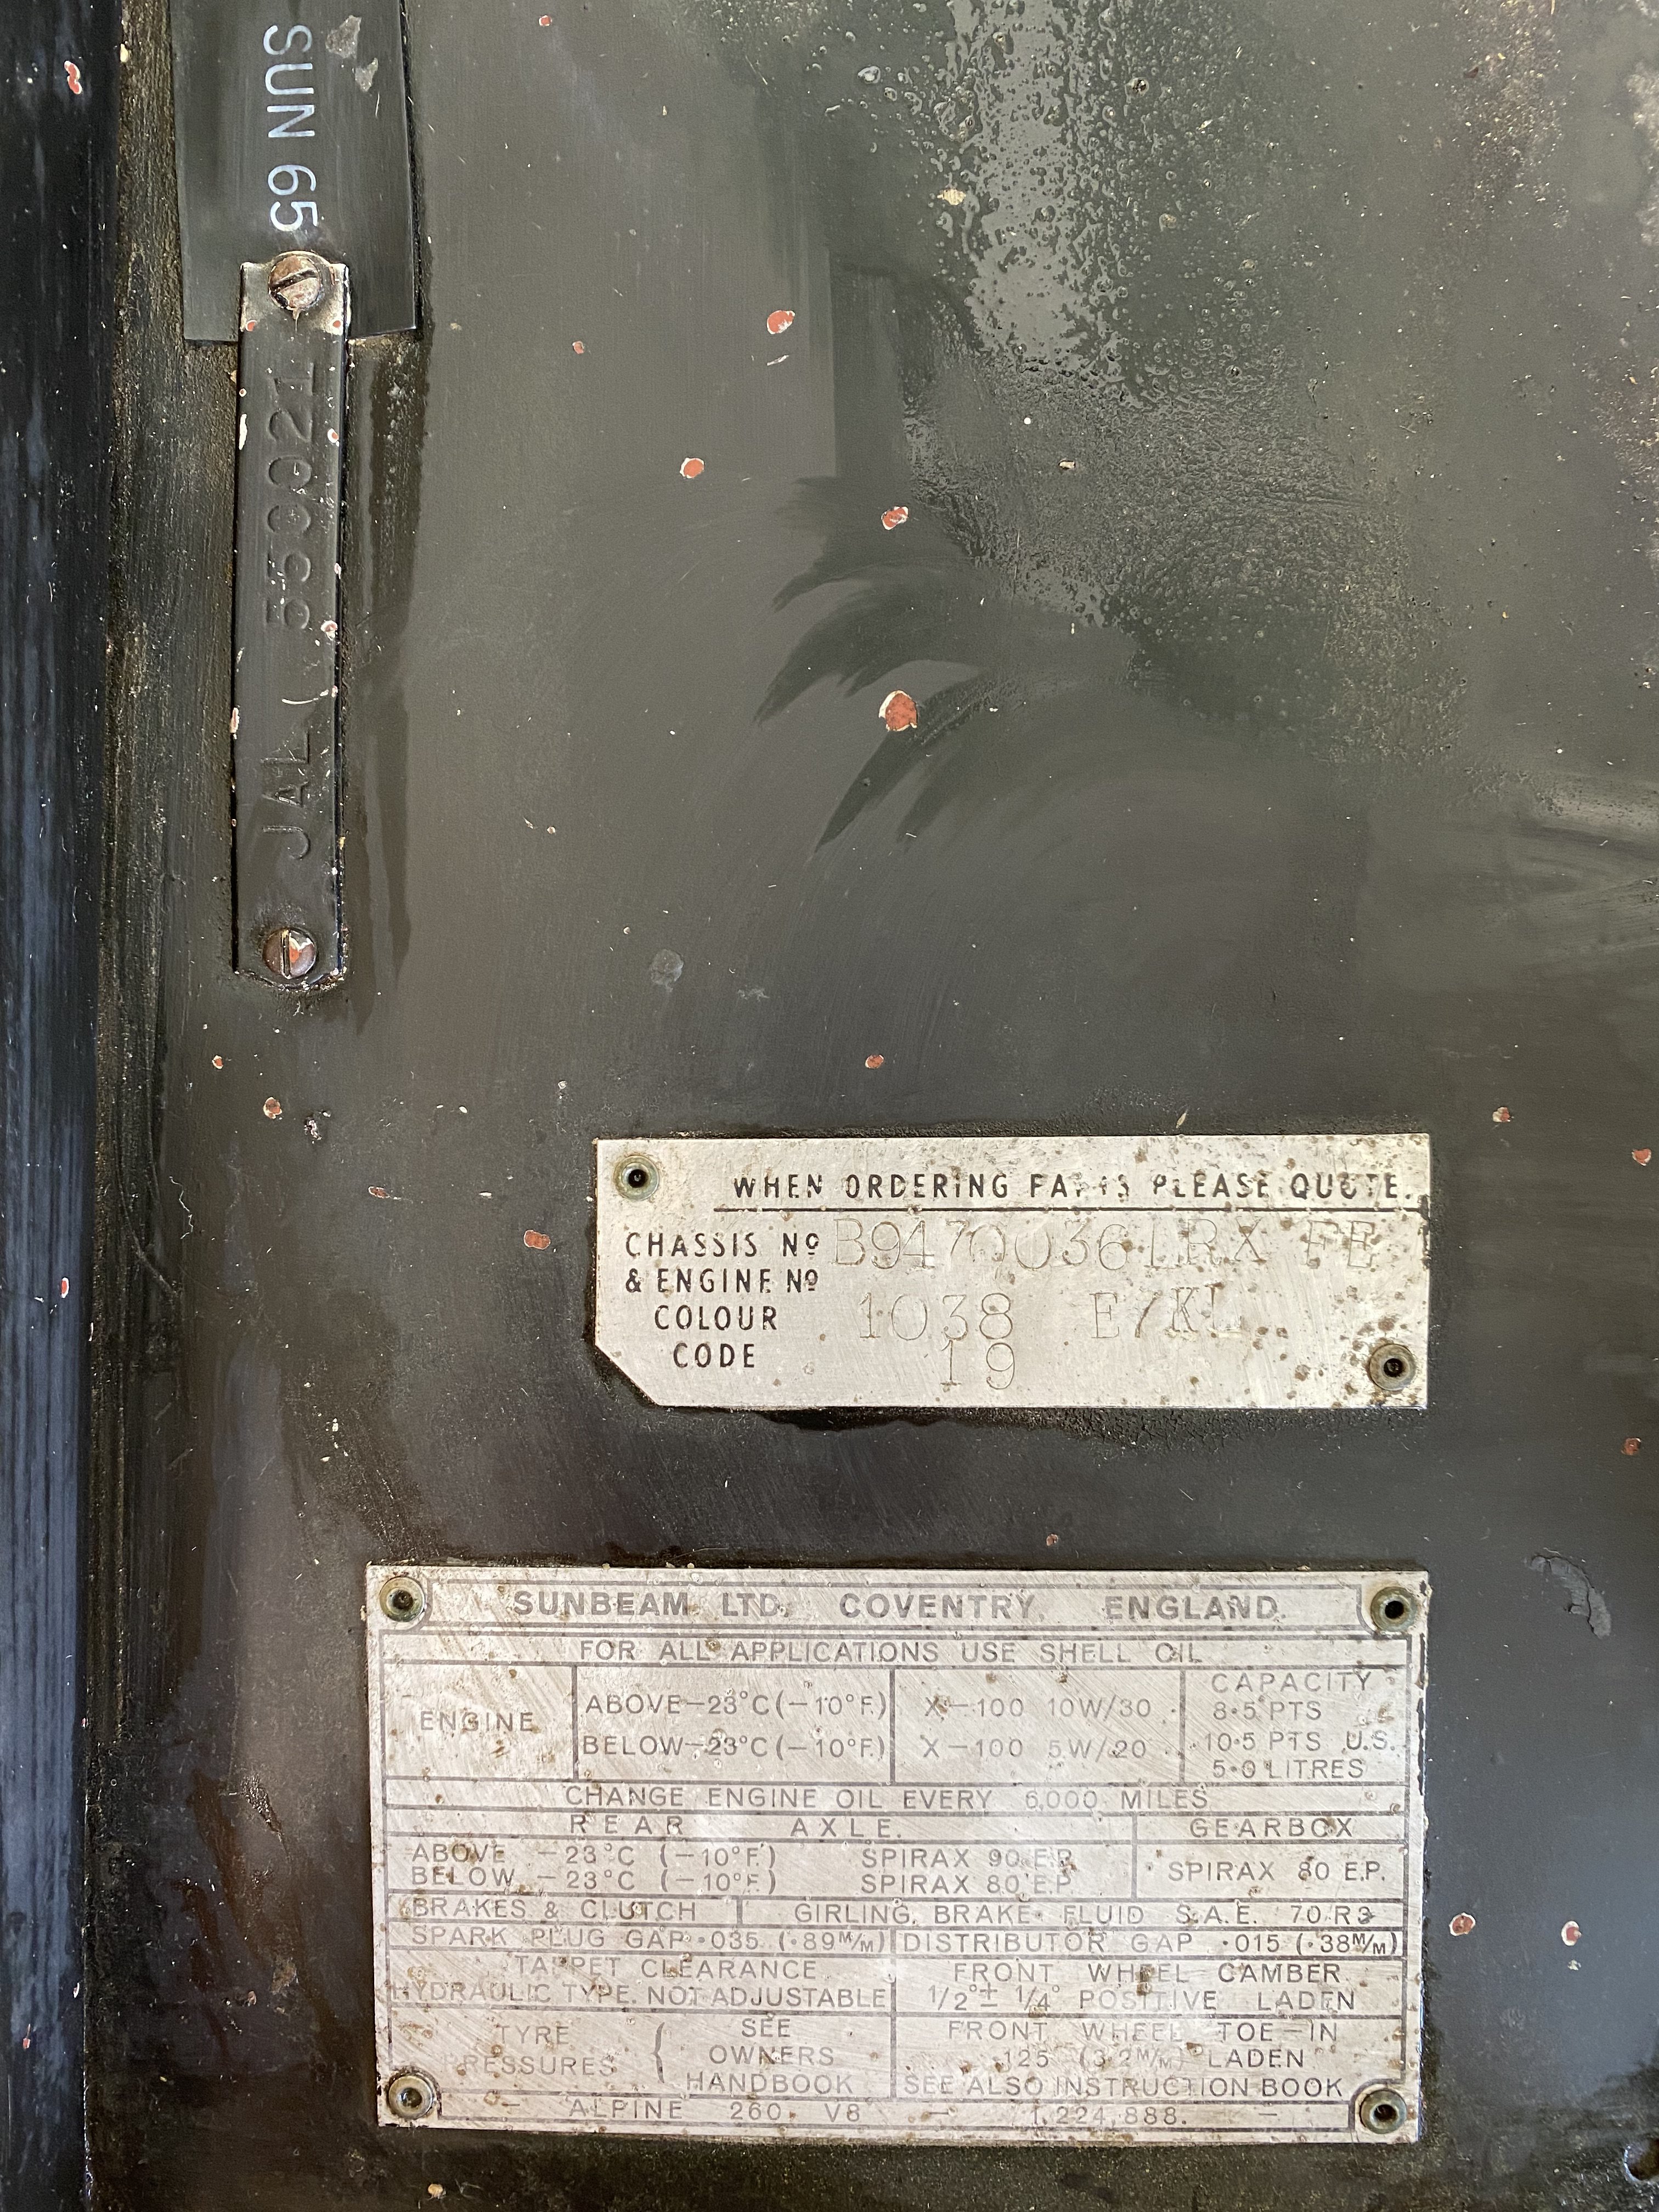 SUN 65
JAL 550021
WHEN ORDERING PARTS PLEASE QUOTE.
CHASSIS Nº B9470036 LRX FE
& ENGINE Nº
COLOUR 1038 E/KL
CODE 19
SUNBEAM LTD, COVENTRY, ENGLAND.
FOR ALL APPLICATIONS USE SHELL OIL
ENGINE
ABOVE -23°C (-10°F.) X-100 10W/30
BELOW -23°C (-10°F.) X-100 5W/20
CAPACITY
8·5 PTS
10·5 PTS U.S.
5·0 LITRES
CHANGE ENGINE OIL EVERY 6,000 MILES
REAR AXLE. GEARBOX
ABOVE -23°C (-10°F.) SPIRAX 90 E.P.
BELOW -23°C (-10°F.) SPIRAX 80 E.P.
SPIRAX 80 E.P.
BRAKES & CLUTCH GIRLING, BRAKE FLUID S.A.E. 70 R3
SPARK PLUG GAP ·035 (·89M/M) DISTRIBUTOR GAP ·015 (·38M/M)
TAPPET CLEARANCE
HYDRAULIC TYPE. NOT ADJUSTABLE
FRONT WHEEL CAMBER
1/2° ± 1/4° POSITIVE LADEN
TYRE
PRESSURES
SEE
OWNERS
HANDBOOK
FRONT WHEEL TOE-IN
·125 (3·2M/M) LADEN
SEE ALSO INSTRUCTION BOOK
- ALPINE 260. V8 - 1,224,888. -